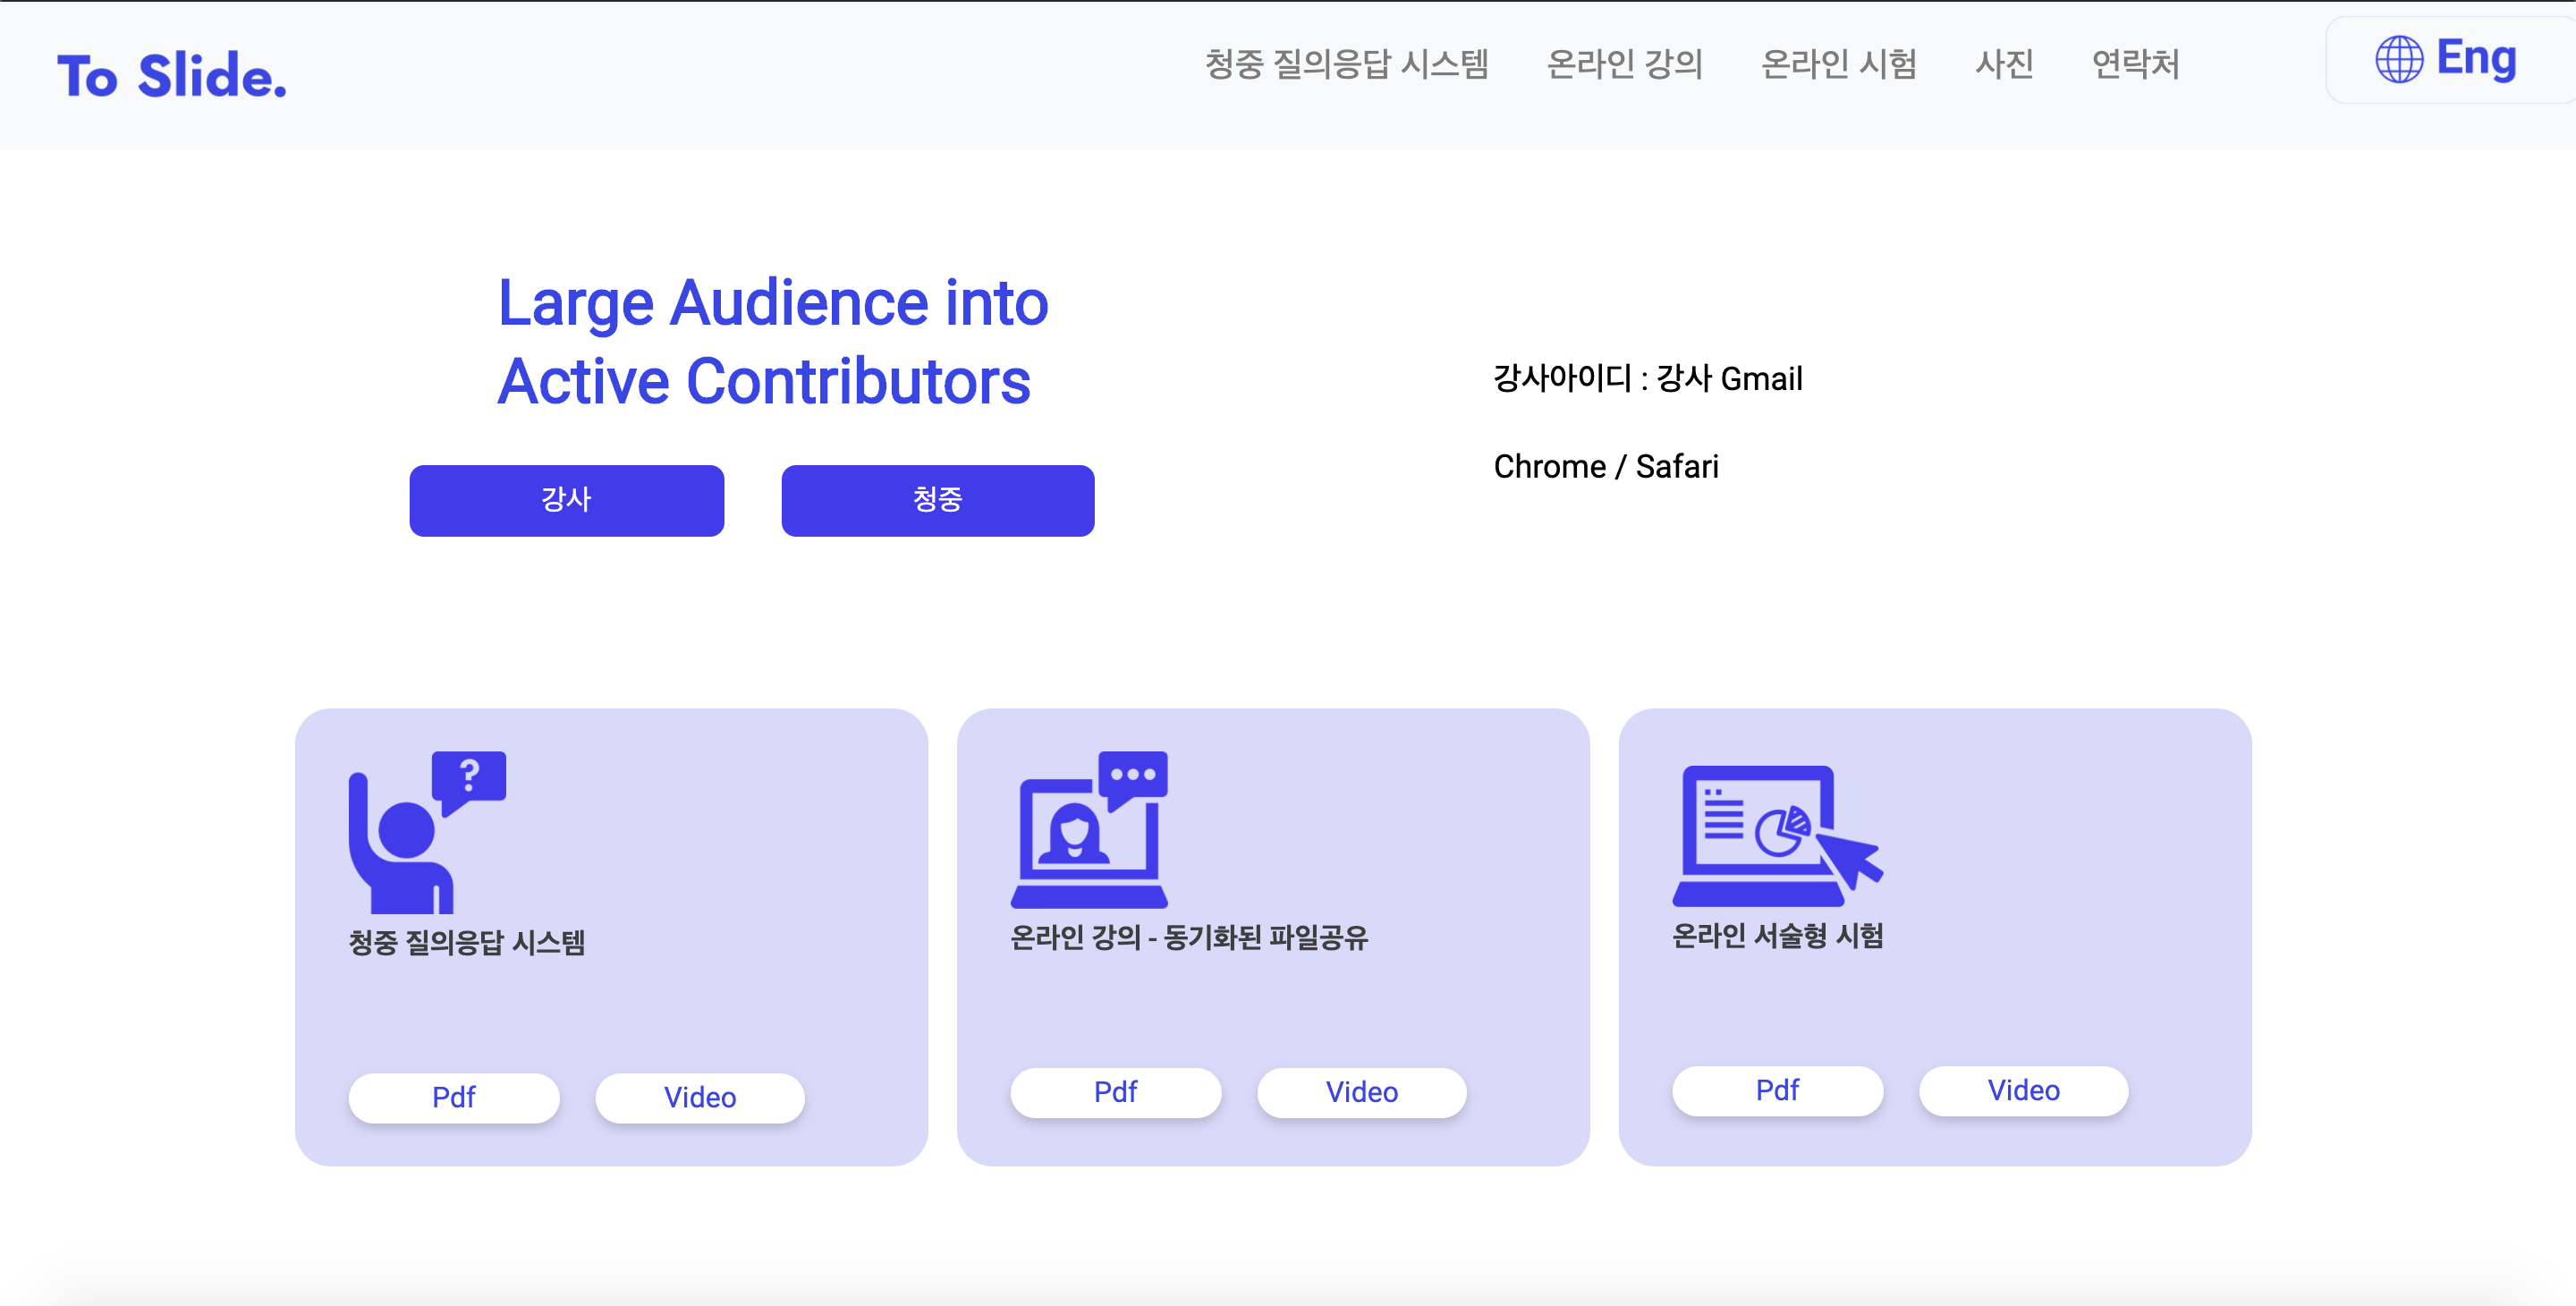 To Slide.
청중 질의응답 시스템 온라인 강의 온라인 시험 사진 연락처
Eng
Large Audience into
Active Contributors
강사 청중
강사아이디 : 강사 Gmail
Chrome / Safari
?
청중 질의응답 시스템
Pdf Video
온라인 강의 - 동기화된 파일공유
Pdf Video
온라인 서술형 시험
Pdf Video